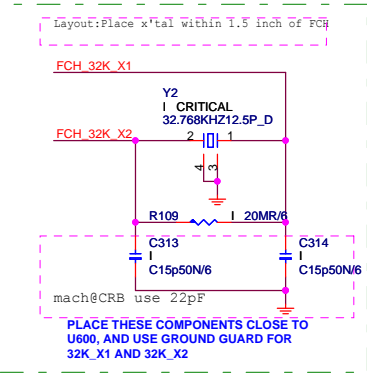 Layout:Place x'tal within 1.5 inch of FCH
FCH_32K_X1
Y2
I CRITICAL
32.768KHZ12.5P_D
FCH_32K_X2
2 1
4 3
R109 I 20MR/6
C313 C314
I I
C15p50N/6 C15p50N/6
mach@CRB use 22pF
PLACE THESE COMPONENTS CLOSE TO
U600, AND USE GROUND GUARD FOR
32K_X1 AND 32K_X2